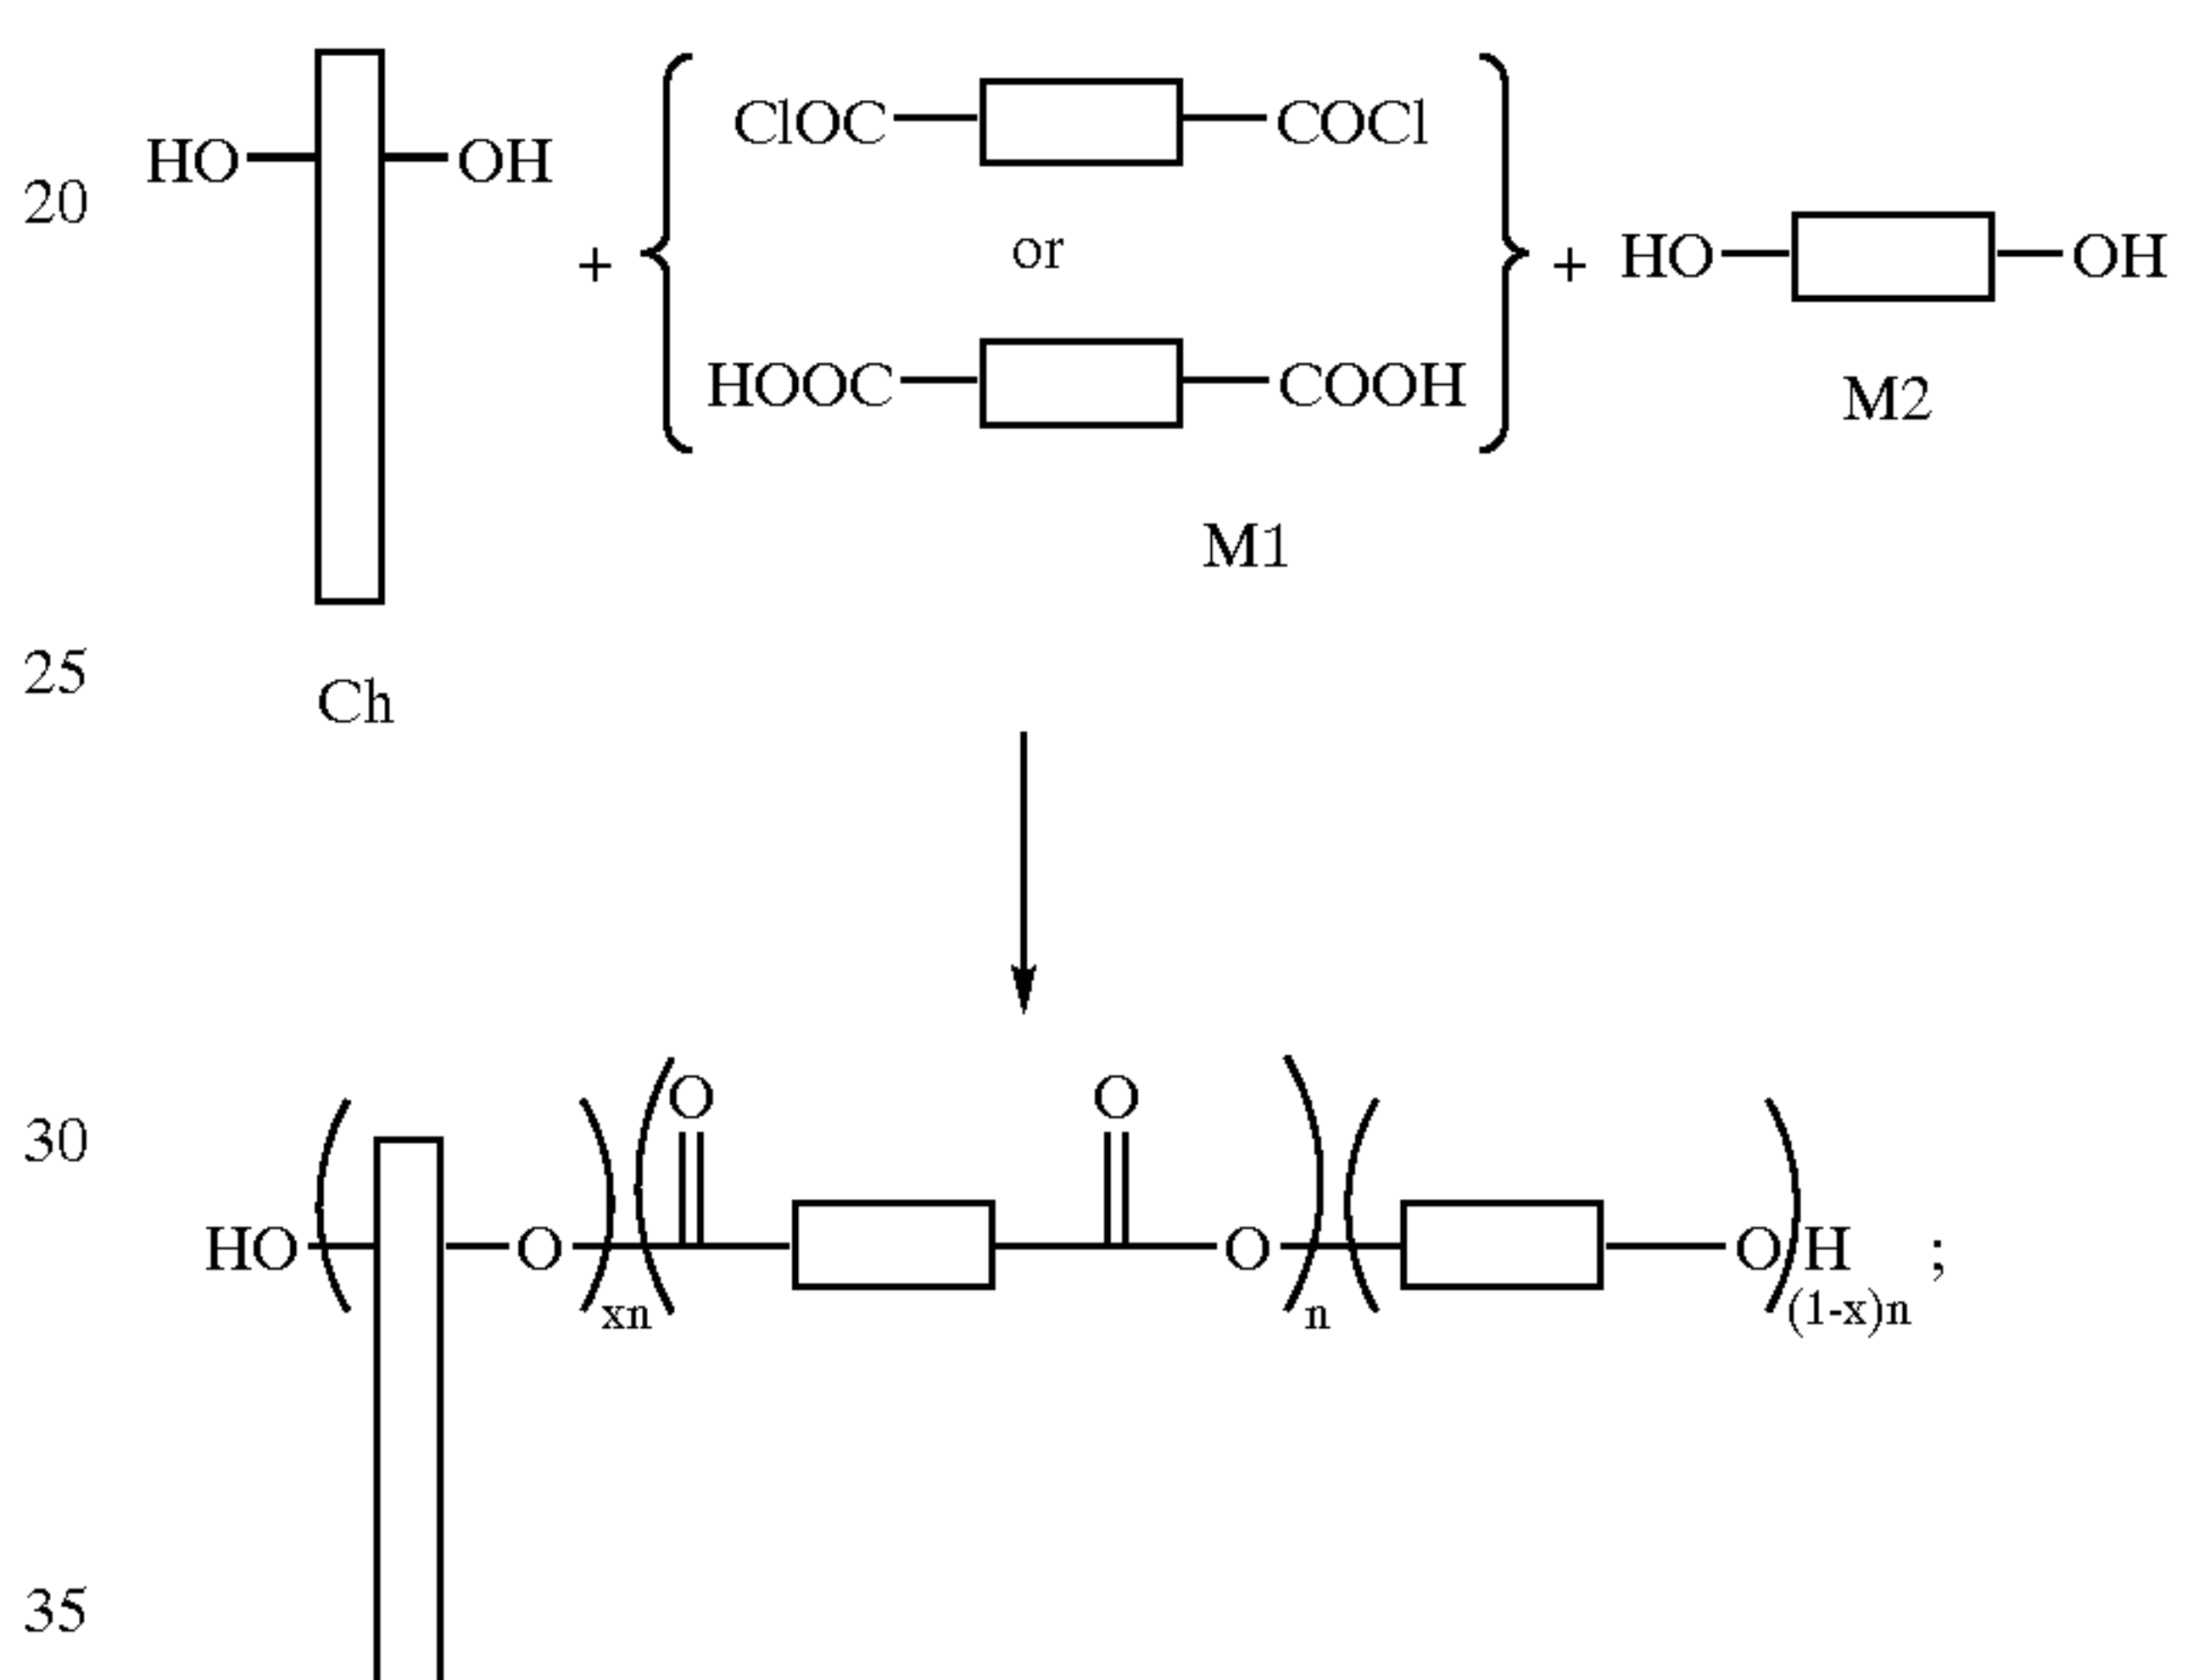 ClOC COCl
HO OH
20
+ or + HO OH
HOOC COOH
M2
M1
25
Ch
O O
30
HO O O O H ;
xn n (1-x)n
35